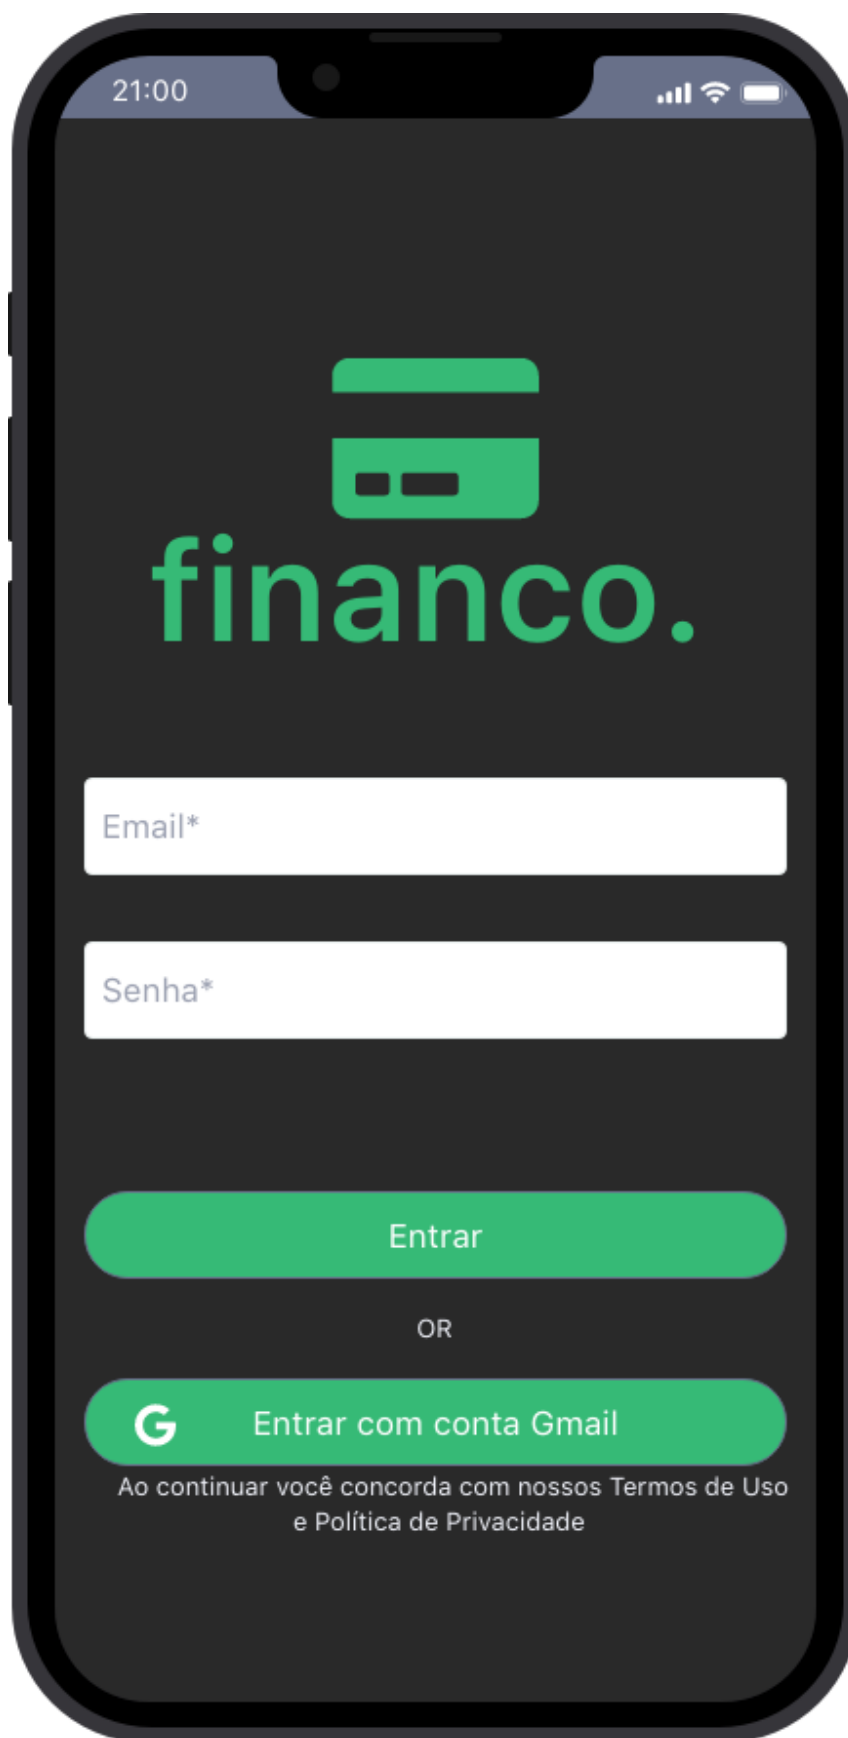 21:00
financo.
Email*
Senha*
Entrar
OR
G Entrar com conta Gmail
Ao continuar você concorda com nossos Termos de Uso
e Política de Privacidade